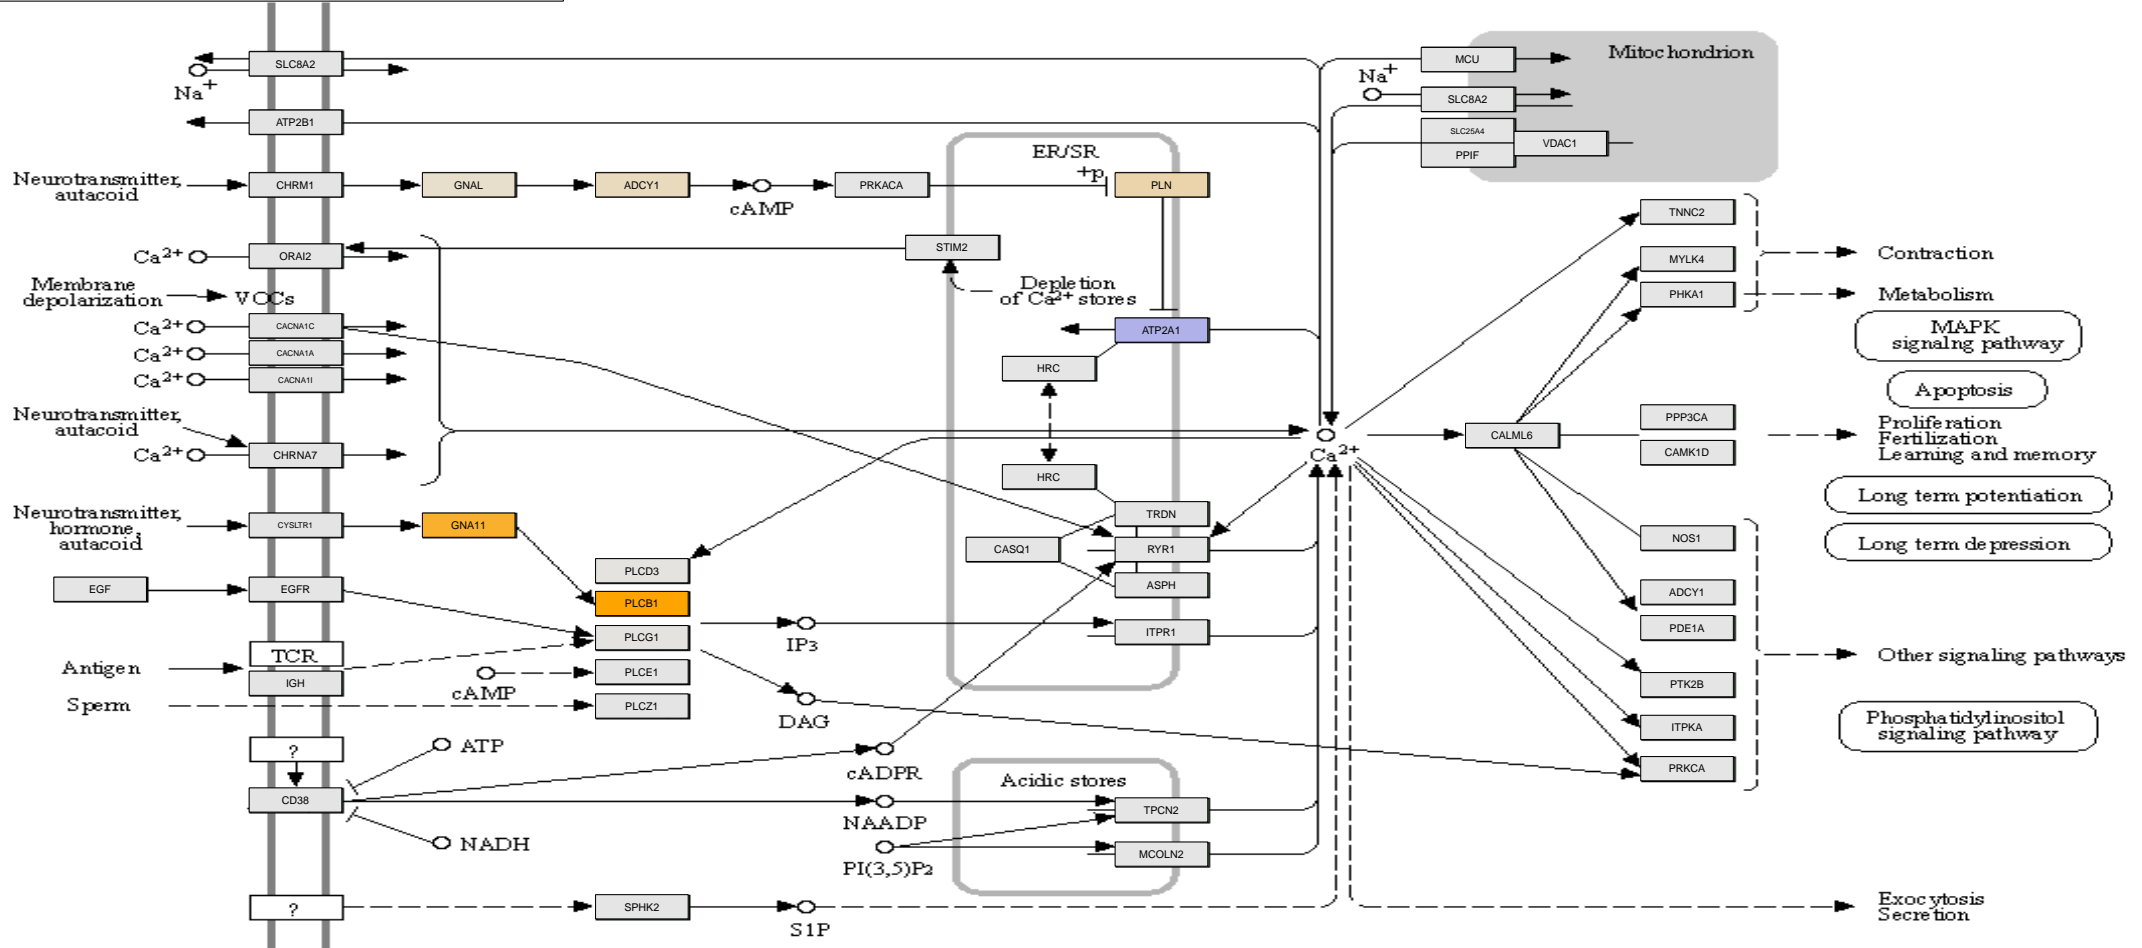 SLC8A2
Na+
ATP2B1
MCU
Mitochondrion
Na+
SLC8A2
SLC25A4
PPIF
VDAC1
Neurotransmitter,
autacoid
CHRM1
GNAL
ADCY1
cAMP
PRKACA
ER/SR
+p
PLN
Ca2+
ORAI2
STIM2
Depletion
of Ca2+ stores
Membrane
depolarization
VOCs
Ca2+
CACNA1C
Ca2+
CACNA1A
Ca2+
CACNA1I
ATP2A1
HRC
Neurotransmitter,
autacoid
Ca2+
CHRNA7
HRC
Ca2+
TRDN
CASQ1
RYR1
ASPH
ITPR1
Neurotransmitter,
hormone,
autacoid
CYSLTR1
GNA11
EGF
EGFR
PLCD3
PLCB1
PLCG1
PLCE1
PLCZ1
IP3
DAG
Antigen
TCR
IGH
cAMP
Sperm
?
ATP
CD38
NADH
cADPR
NAADP
PI(3,5)P2
Acidic stores
TPCN2
MCOLN2
?
SPHK2
S1P
TNNC2
MYLK4
PHKA1
CALML6
PPP3CA
CAMK1D
NOS1
ADCY1
PDE1A
PTK2B
ITPKA
PRKCA
Contraction
Metabolism
MAPK
signalng pathway
Apoptosis
Proliferation
Fertilization
Learning and memory
Long term potentiation
Long term depression
Other signaling pathways
Phosphatidylinositol
signaling pathway
Exocytosis
Secretion